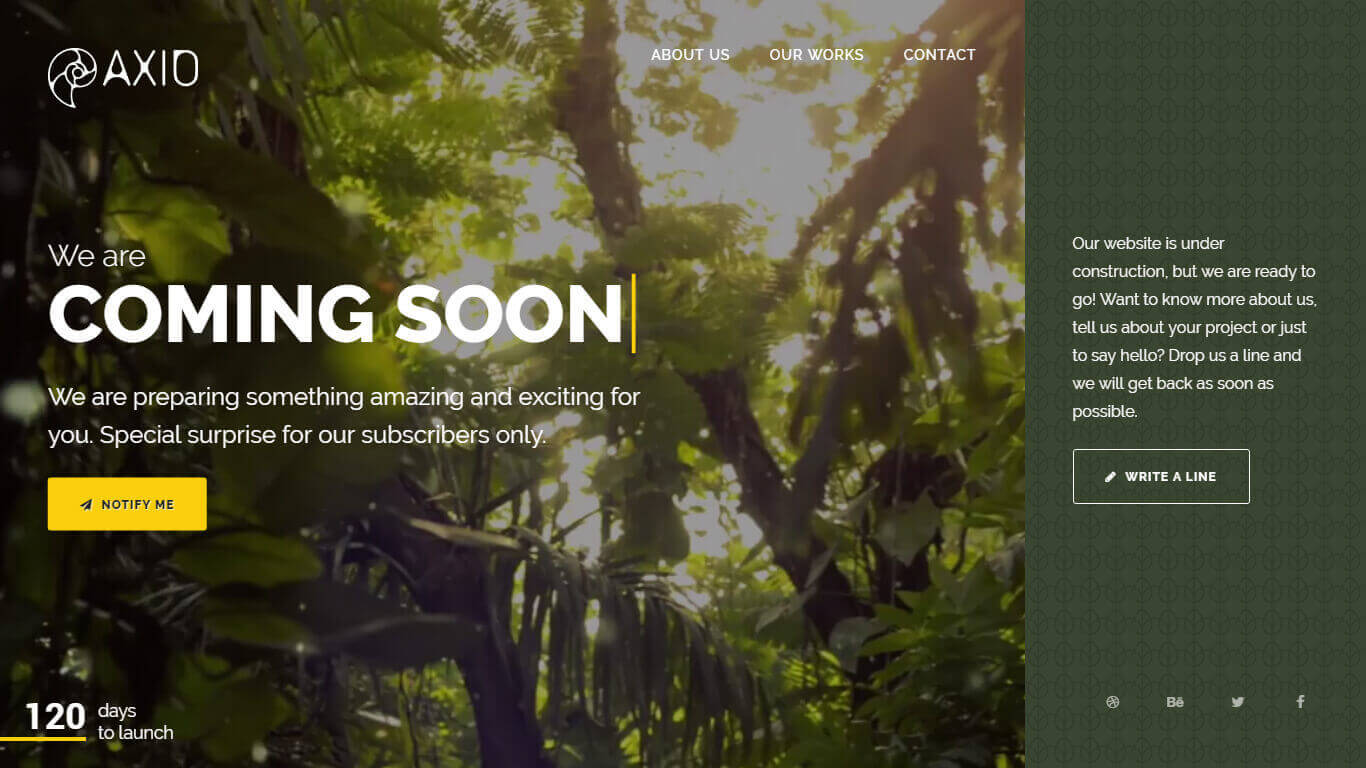 AXIO
ABOUT US
OUR WORKS
CONTACT
We are
COMING SOON
We are preparing something amazing and exciting for
you. Special surprise for our subscribers only.
NOTIFY ME
120
days
to launch
Our website is under
construction, but we are ready to
go! Want to know more about us,
tell us about your project or just
to say hello? Drop us a line and
we will get back as soon as
possible.
WRITE A LINE
Bē